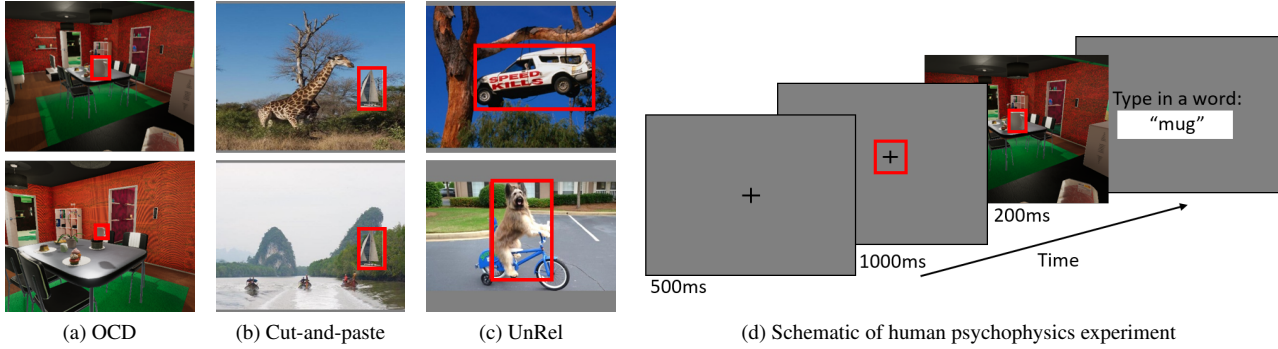 SPEED
KILLS
Type in a word:
“mug”
500ms
1000ms
200ms
Time
(a) OCD
(b) Cut-and-paste
(c) UnRel
(d) Schematic of human psychophysics experiment